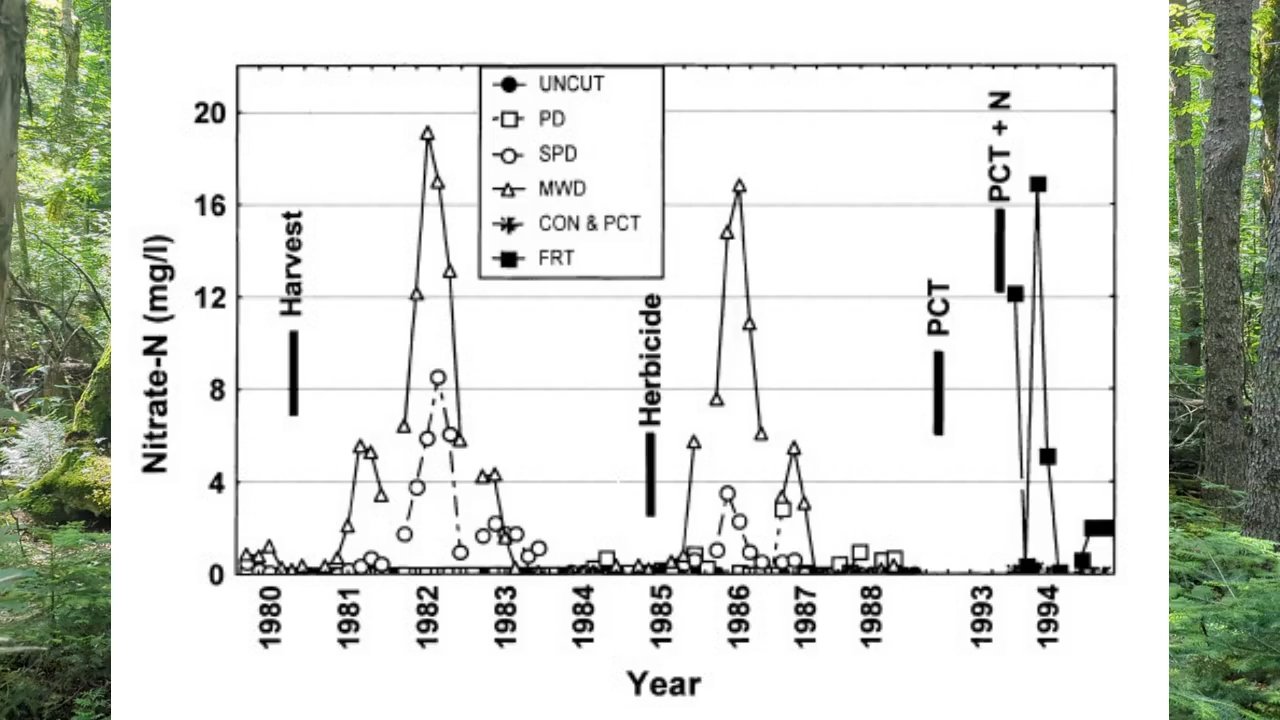 UNCUT
PD
SPD
MWD
CON & PCT
FRT
Harvest
Herbicide
PCT
PCT + N
Nitrate-N (mg/l)
20
16
12
8
4
0
1980
1981
1982
1983
1984
1985
1986
1987
1988
1993
1994
Year